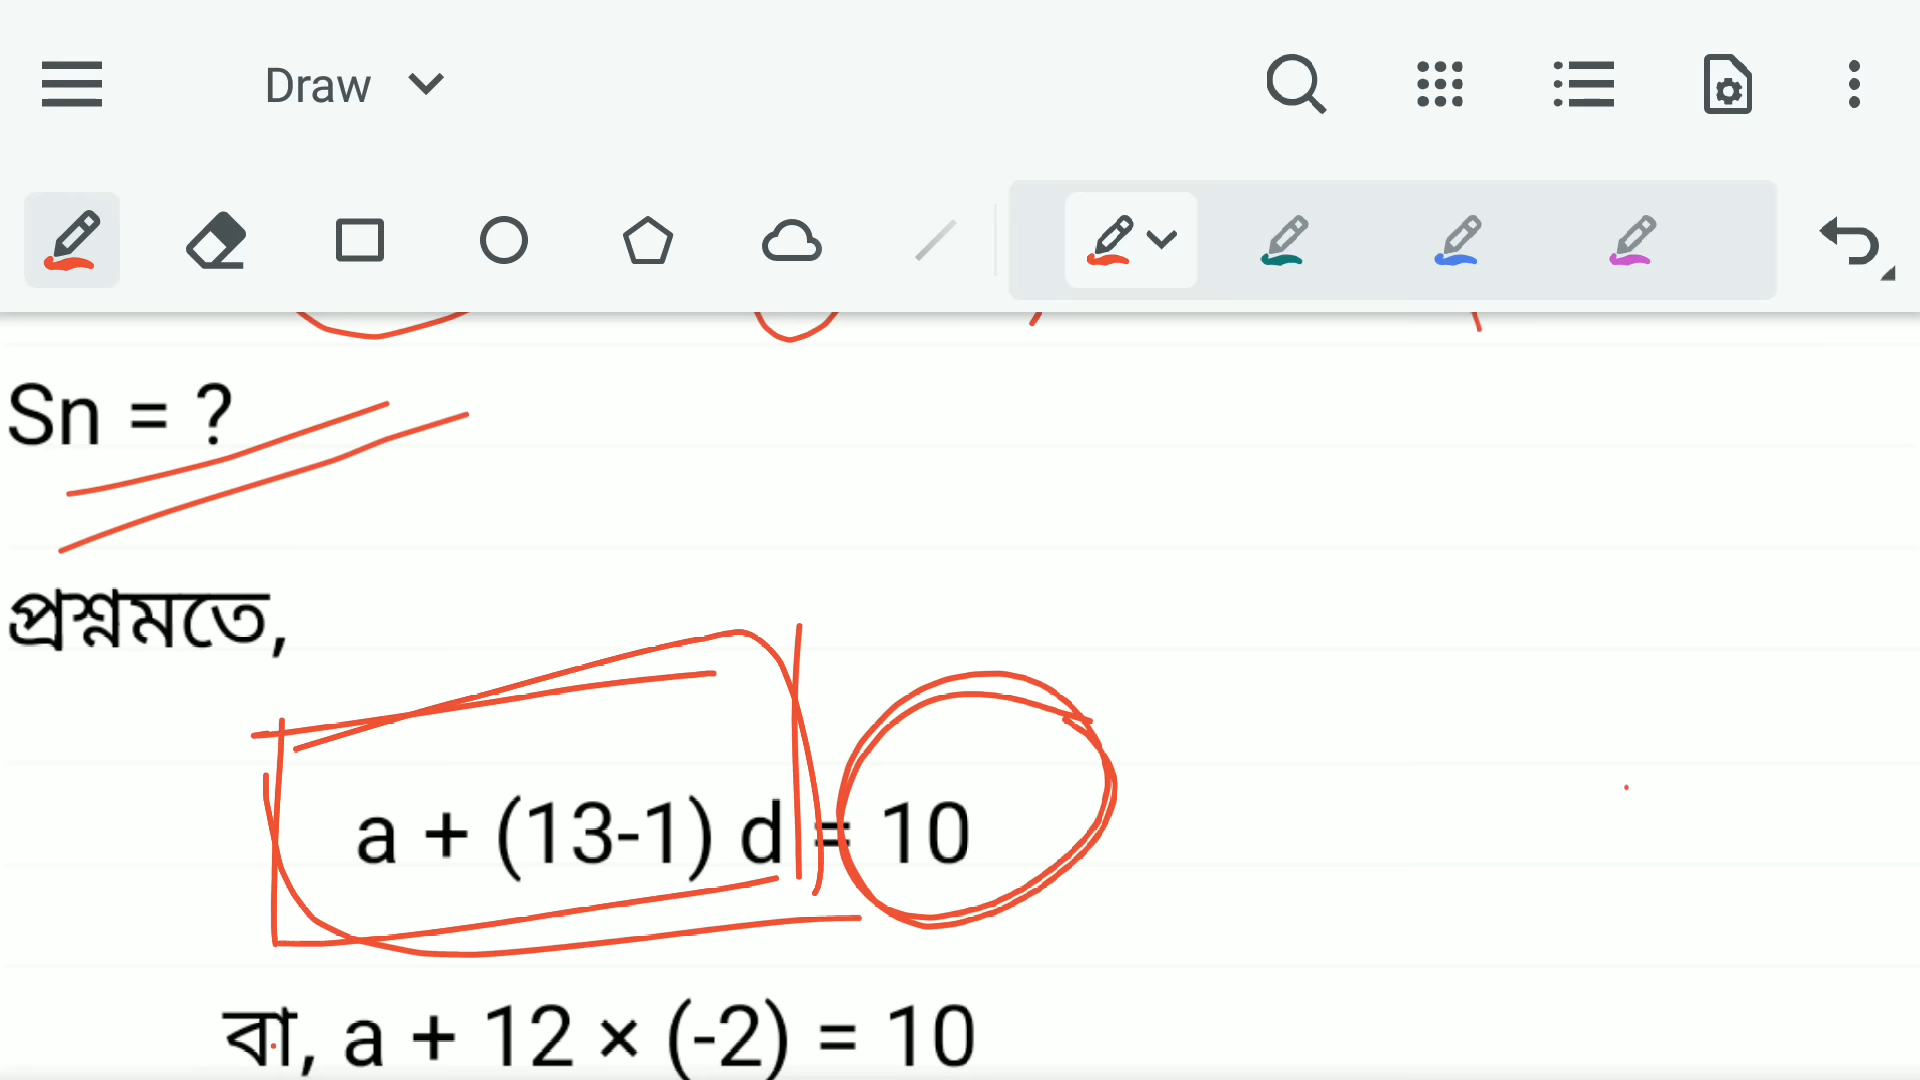 Draw
Sn = ?
প্রশ্নমতে,
a + (13-1) d = 10
বা, a + 12 × (-2) = 10